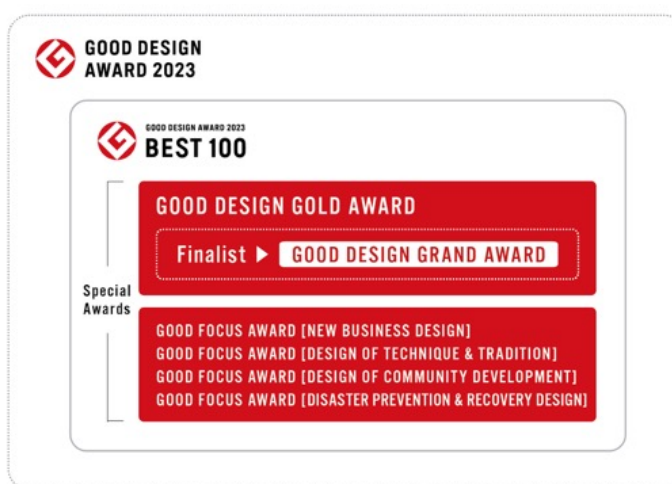 GOOD DESIGN
AWARD 2023
GOOD DESIGN AWARD 2023
BEST 100
GOOD DESIGN GOLD AWARD
Finalist ▶ GOOD DESIGN GRAND AWARD
Special
Awards
GOOD FOCUS AWARD [NEW BUSINESS DESIGN]
GOOD FOCUS AWARD [DESIGN OF TECHNIQUE & TRADITION]
GOOD FOCUS AWARD [DESIGN OF COMMUNITY DEVELOPMENT]
GOOD FOCUS AWARD [DISASTER PREVENTION & RECOVERY DESIGN]